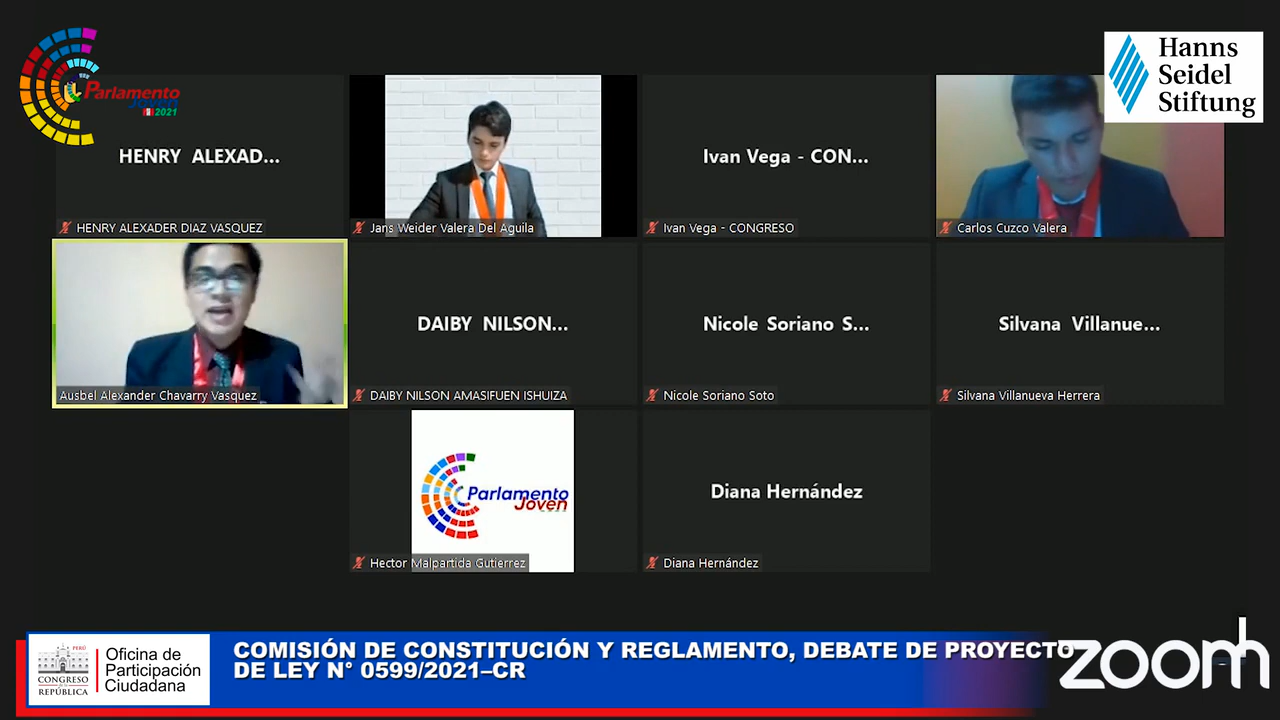 Parlamento
Joven
2021
Hanns
Seidel
Stiftung
HENRY ALEXAD...
HENRY ALEXADER DIAZ VASQUEZ
Jans Weider Valera Del Aguila
Ivan Vega - CON...
Ivan Vega - CONGRESO
Carlos Cuzco Valera
Ausbel Alexander Chavarry Vasquez
DAIBY NILSON...
DAIBY NILSON AMASIFUEN ISHUIZA
Nicole Soriano S...
Nicole Soriano Soto
Silvana Villanue...
Silvana Villanueva Herrera
Parlamento
Joven
Hector Malpartida Gutierrez
Diana Hernández
Diana Hernández
PERÚ
CONGRESO
de la
REPÚBLICA
Oficina de
Participación
Ciudadana
COMISIÓN DE CONSTITUCIÓN Y REGLAMENTO, DEBATE DE PROYECTO
DE LEY N° 0599/2021–CR
zoom